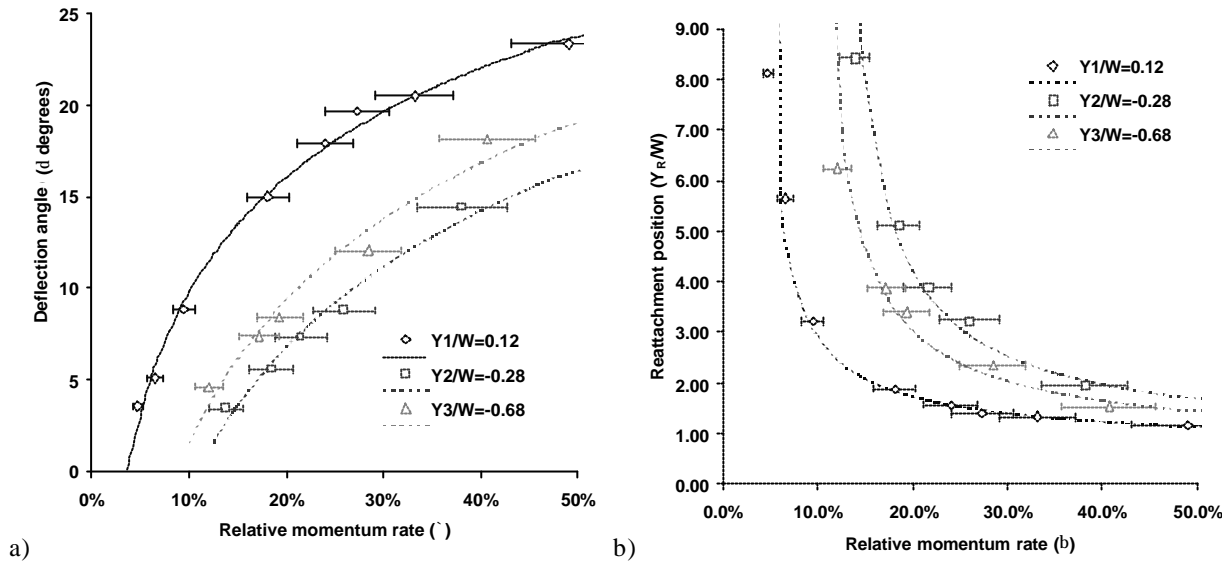 25
20
15
10
5
0
0% 10% 20% 30% 40% 50%
Deflection angle (d degrees)
Relative momentum rate (`)
Y1/W=0.12
Y2/W=-0.28
Y3/W=-0.68
a)
9.00
8.00
7.00
6.00
5.00
4.00
3.00
2.00
1.00
0.00
0.0% 10.0% 20.0% 30.0% 40.0% 50.0%
Reattachment position (YR/W)
Relative momentum rate (b)
Y1/W=0.12
Y2/W=-0.28
Y3/W=-0.68
b)